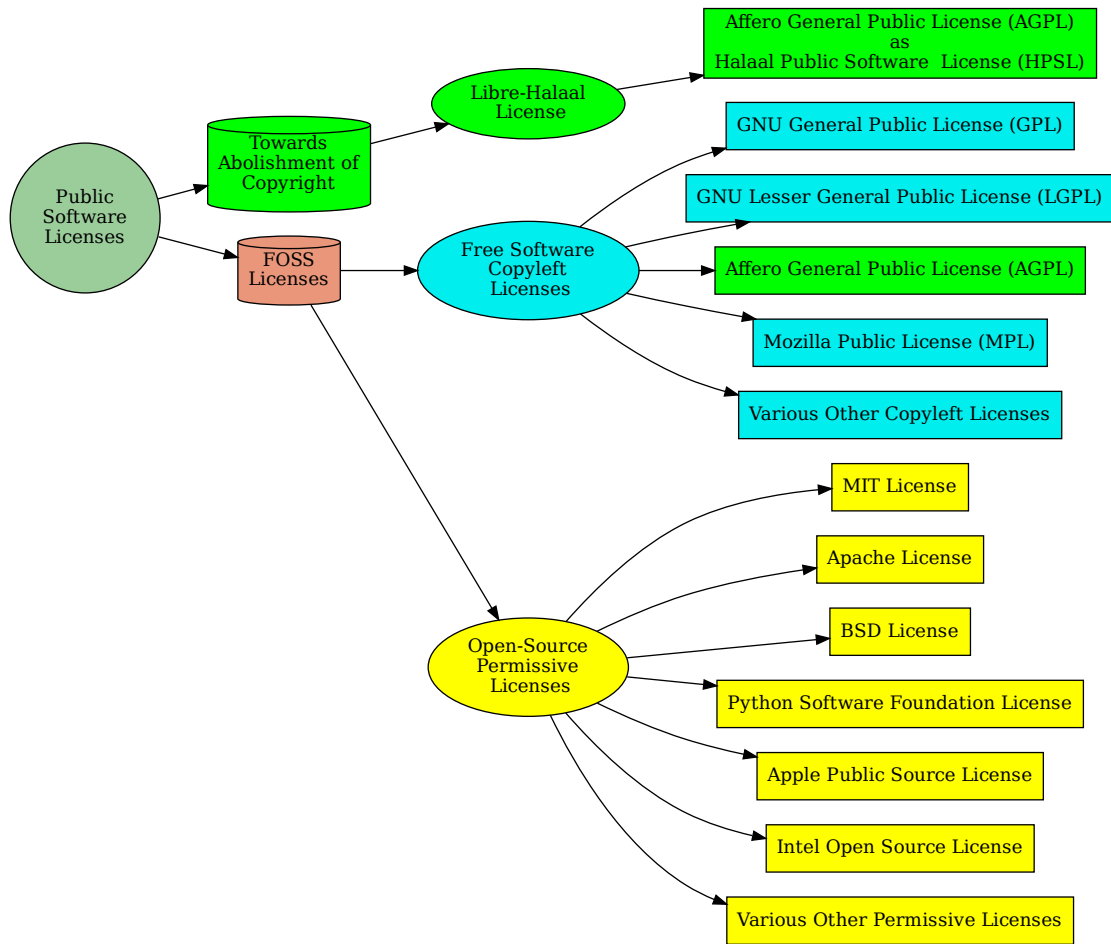 Public
Software
Licenses
Towards
Abolishment of
Copyright
Libre-Halaal
License
Affero General Public License (AGPL)
as
Halaal Public Software  License (HPSL)
FOSS
Licenses
Free Software
Copyleft
Licenses
GNU General Public License (GPL)
GNU Lesser General Public License (LGPL)
Affero General Public License (AGPL)
Mozilla Public License (MPL)
Various Other Copyleft Licenses
Open-Source
Permissive
Licenses
MIT License
Apache License
BSD License
Python Software Foundation License
Apple Public Source License
Intel Open Source License
Various Other Permissive Licenses